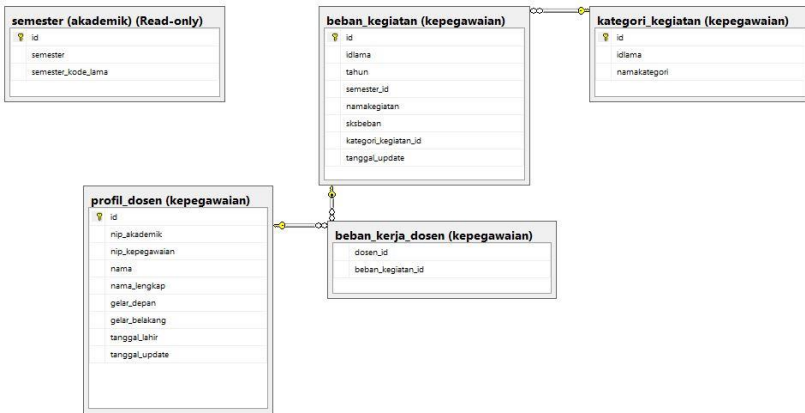 semester (akademik) (Read-only)
id
semester
semester_kode_lama
beban_kegiatan (kepegawaian)
id
idlama
tahun
semester_id
namakegiatan
sksbeban
kategori_kegiatan_id
tanggal_update
kategori_kegiatan (kepegawaian)
id
idlama
namakategori
profil_dosen (kepegawaian)
id
nip_akademik
nip_kepegawaian
nama
nama_lengkap
gelar_depan
gelar_belakang
tanggal_lahir
tanggal_update
beban_kerja_dosen (kepegawaian)
dosen_id
beban_kegiatan_id